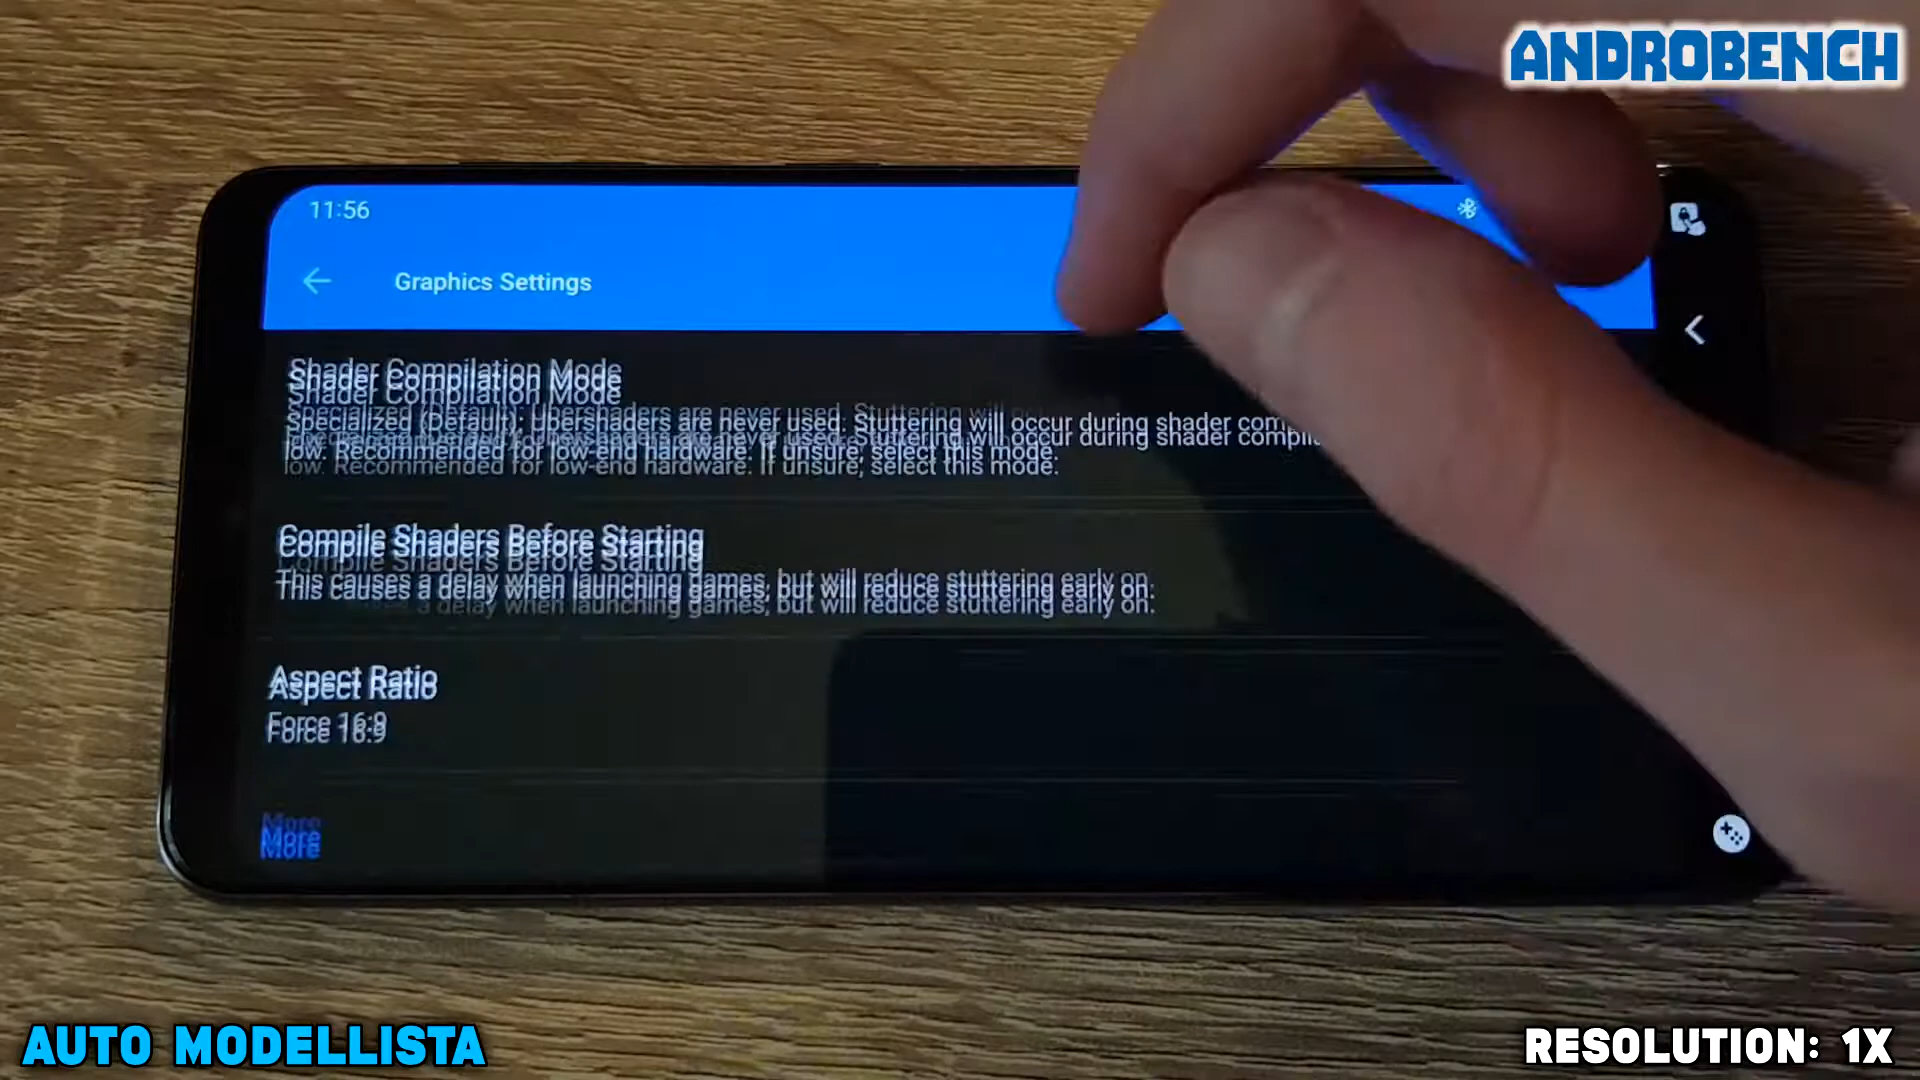 ANDROBENCH
11:56
Graphics Settings
Shader Compilation Mode
Specialized (Default): Ubershaders are never used. Stuttering will occur during shader
low. Recommended for low-end hardware. If unsure, select this mode.
Compile Shaders Before Starting
This causes a delay when launching games, but will reduce stuttering early on.
Aspect Ratio
Force 16:9
More
AUTO MODELLISTA
RESOLUTION: 1X